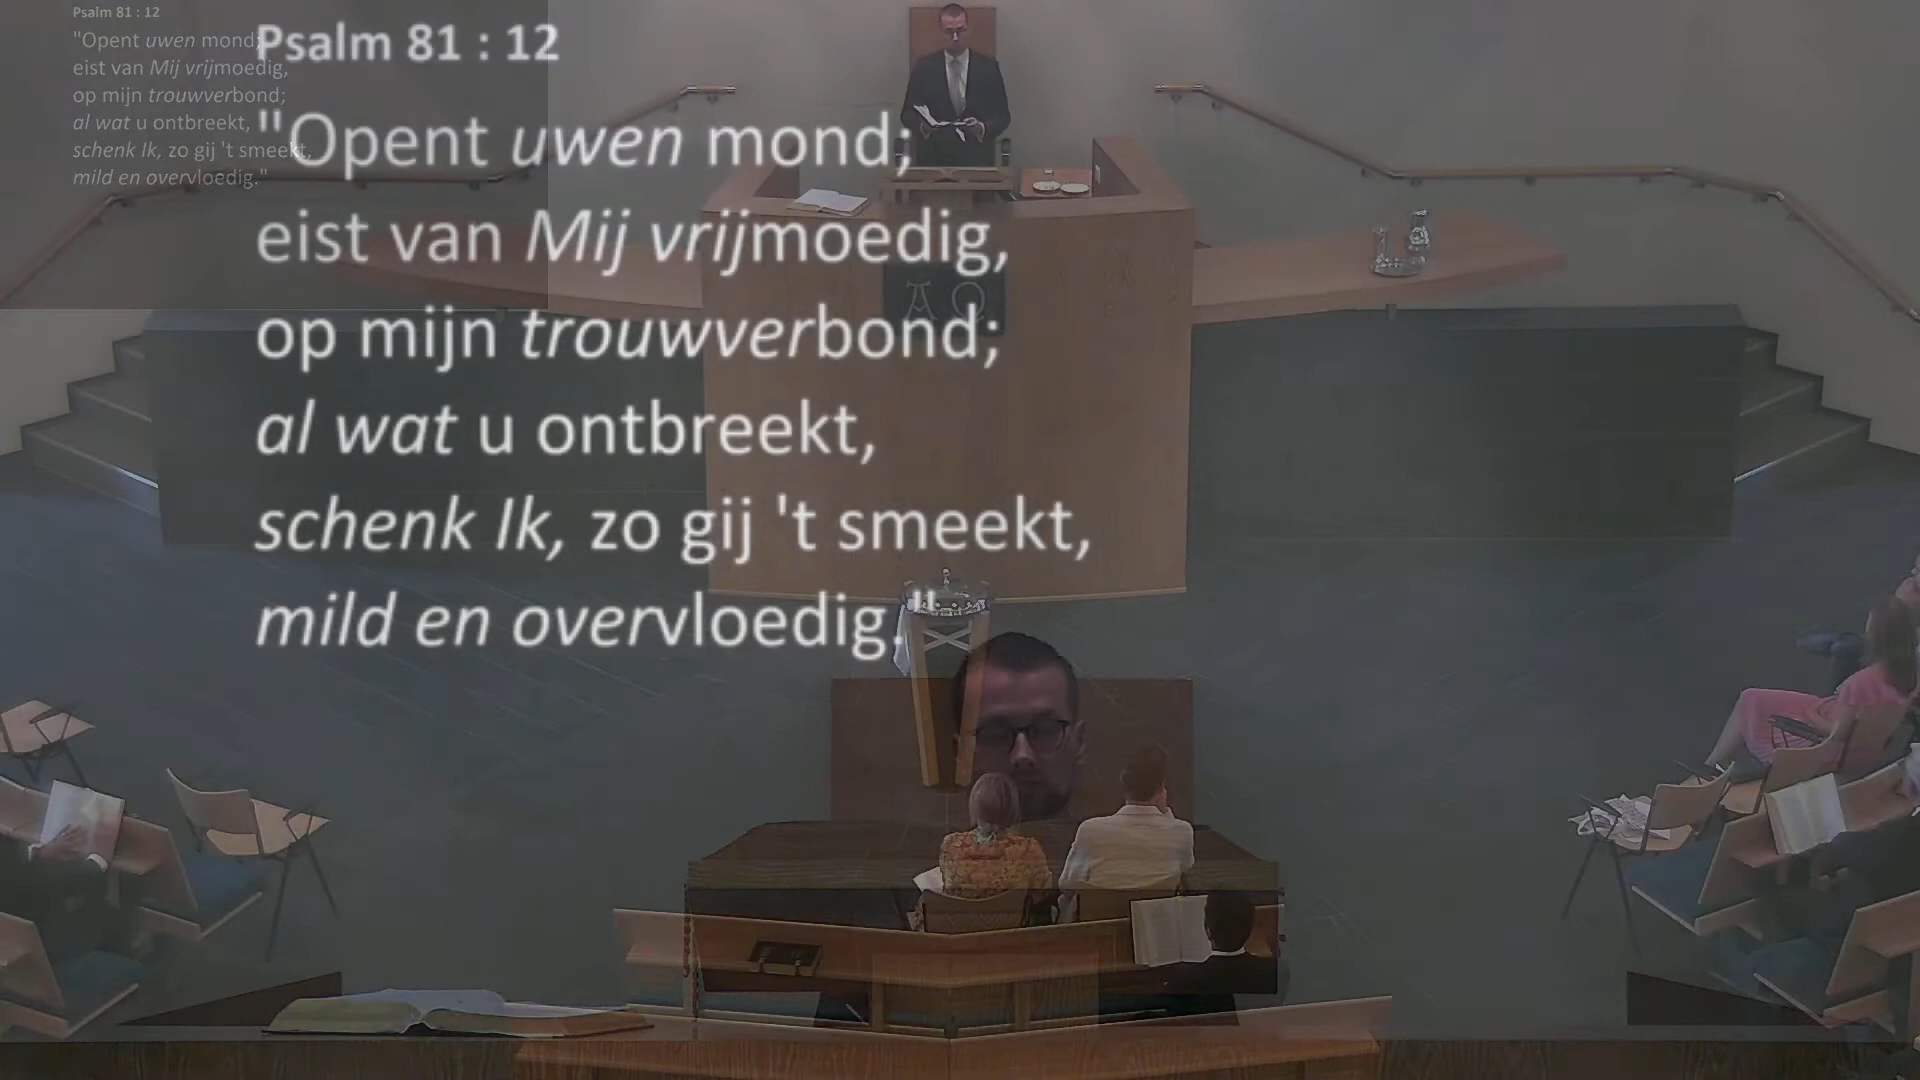 Psalm 81 : 12
"Opent uwen mond;
eist van Mij vrijmoedig,
op mijn trouwverbond;
al wat u ontbreekt,
schenk Ik, zo gij 't smeekt,
mild en overvloedig."
Psalm 81 : 12
"Opent uwen mond;
eist van Mij vrijmoedig,
op mijn trouwverbond;
al wat u ontbreekt,
schenk Ik, zo gij 't smeekt,
mild en overvloedig."
A Ω